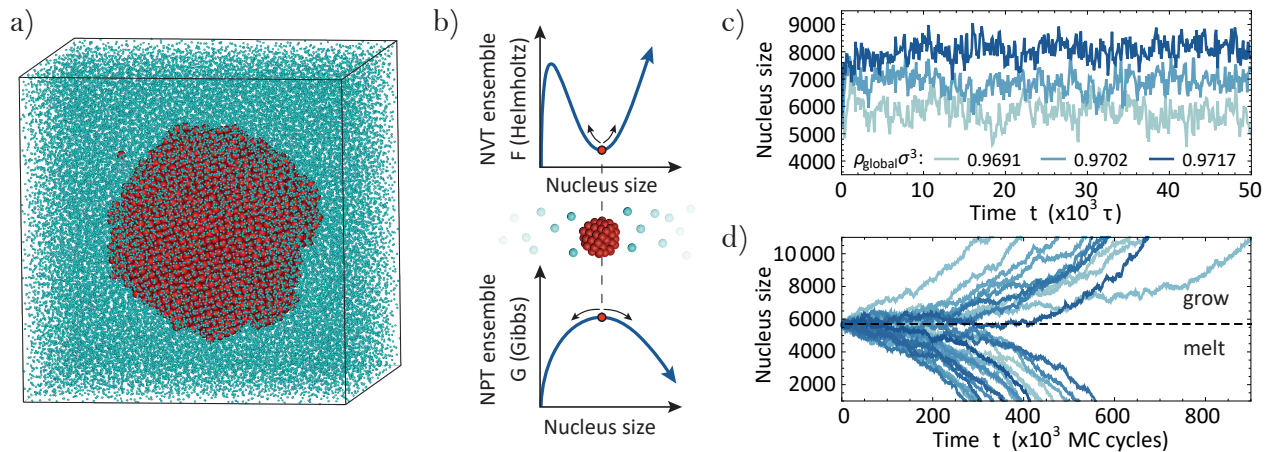 a)
b)
NVT ensemble
F (Helmholtz)
Nucleus size
NPT ensemble
G (Gibbs)
Nucleus size
c)
Nucleus size
9000
8000
7000
6000
5000
4000
ρglobalσ³: 0.9691 0.9702 0.9717
0 10 20 30 40 50
Time t (x10³ τ)
d)
Nucleus size
10 000
8000
6000
4000
2000
grow
melt
0 200 400 600 800
Time t (x10³ MC cycles)